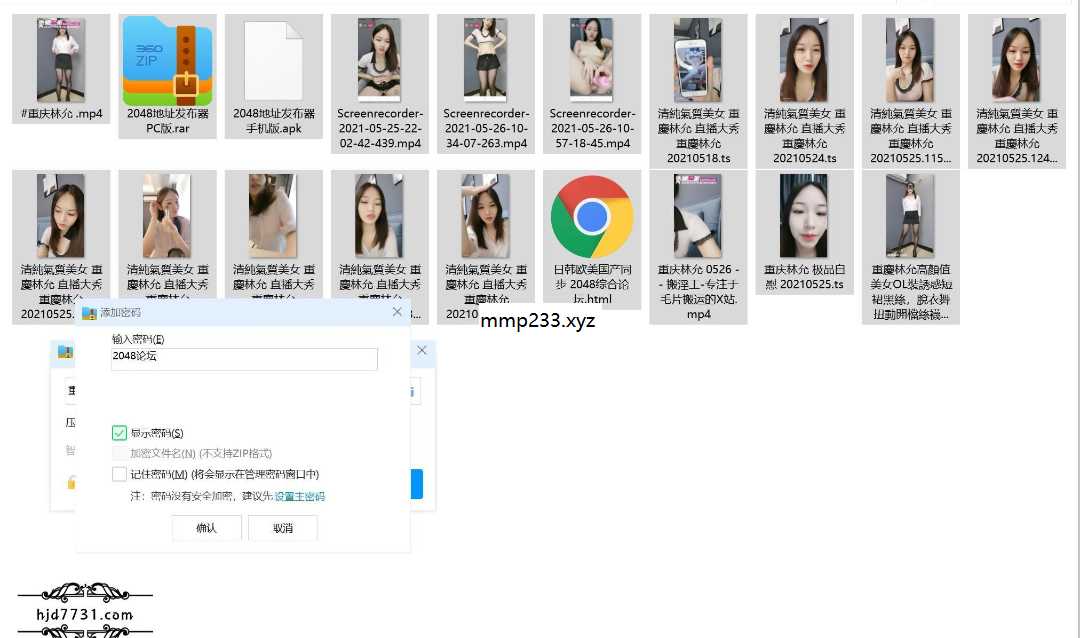 #重庆林允 .mp4
360
ZIP
2048地址发布器
PC版.rar
2048地址发布器
手机版.apk
Screenrecorder-
2021-05-25-22-
02-42-439.mp4
Screenrecorder-
2021-05-26-10-
34-07-263.mp4
Screenrecorder-
2021-05-26-10-
57-18-45.mp4
清純氣質美女 重
慶林允 直播大秀
重慶林允
20210518.ts
清純氣質美女 重
慶林允 直播大秀
重慶林允
20210524.ts
清純氣質美女 重
慶林允 直播大秀
重慶林允
20210525.115...
清純氣質美女 重
慶林允 直播大秀
重慶林允
20210525.124...
清純氣質美女 重
慶林允 直播大秀
重慶林允
20210525.
清純氣質美女 重
慶林允 直播大秀
重慶林允
清純氣質美女 重
慶林允 直播大秀
重慶林允
清純氣質美女 重
慶林允 直播大秀
重慶林允
3...
清純氣質美女 重
慶林允 直播大秀
重慶林允
20210
日韩欧美国产同
步 2048综合论
坛.html
重庆林允 0526 -
- 搬淫工-专注于
毛片搬运的X站.
mp4
重庆林允 极品自
慰 20210525.ts
重慶林允高顏值
美女OL裝誘惑短
裙黑絲，脫衣舞
扭動開檔絲襪...
mmp233.xyz
添加密码
输入密码(E)
2048论坛
显示密码(S)
加密文件名(N) (不支持ZIP格式)
记住密码(M) (将会显示在管理密码窗口中)
注：密码没有安全加密，建议先设置主密码
确认
取消
压
智
hjd7731.com